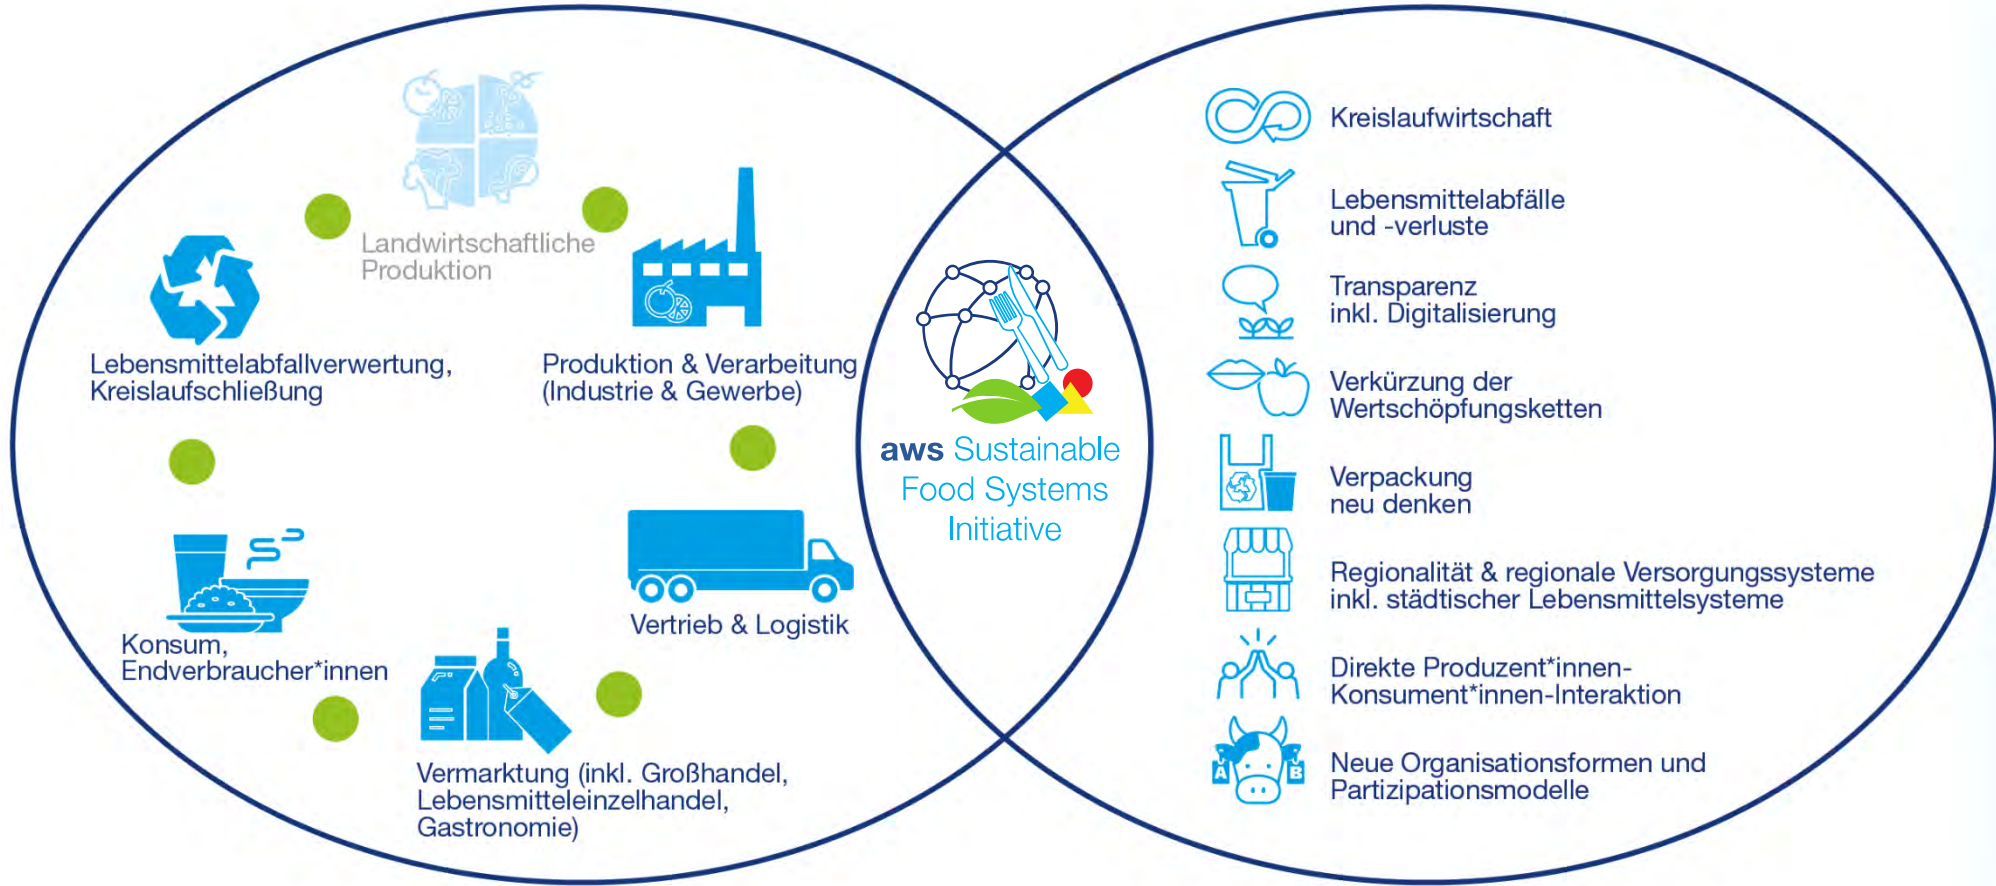 Landwirtschaftliche
Produktion
Produktion & Verarbeitung
(Industrie & Gewerbe)
Vertrieb & Logistik
Vermarktung (inkl. Großhandel,
Lebensmitteleinzelhandel,
Gastronomie)
Konsum,
Endverbraucher*innen
Lebensmittelabfallverwertung,
Kreislaufschließung
aws Sustainable
Food Systems
Initiative
Kreislaufwirtschaft
Lebensmittelabfälle
und -verluste
Transparenz
inkl. Digitalisierung
Verkürzung der
Wertschöpfungsketten
Verpackung
neu denken
Regionalität & regionale Versorgungssysteme
inkl. städtischer Lebensmittelsysteme
Direkte Produzent*innen-
Konsument*innen-Interaktion
A B
Neue Organisationsformen und
Partizipationsmodelle